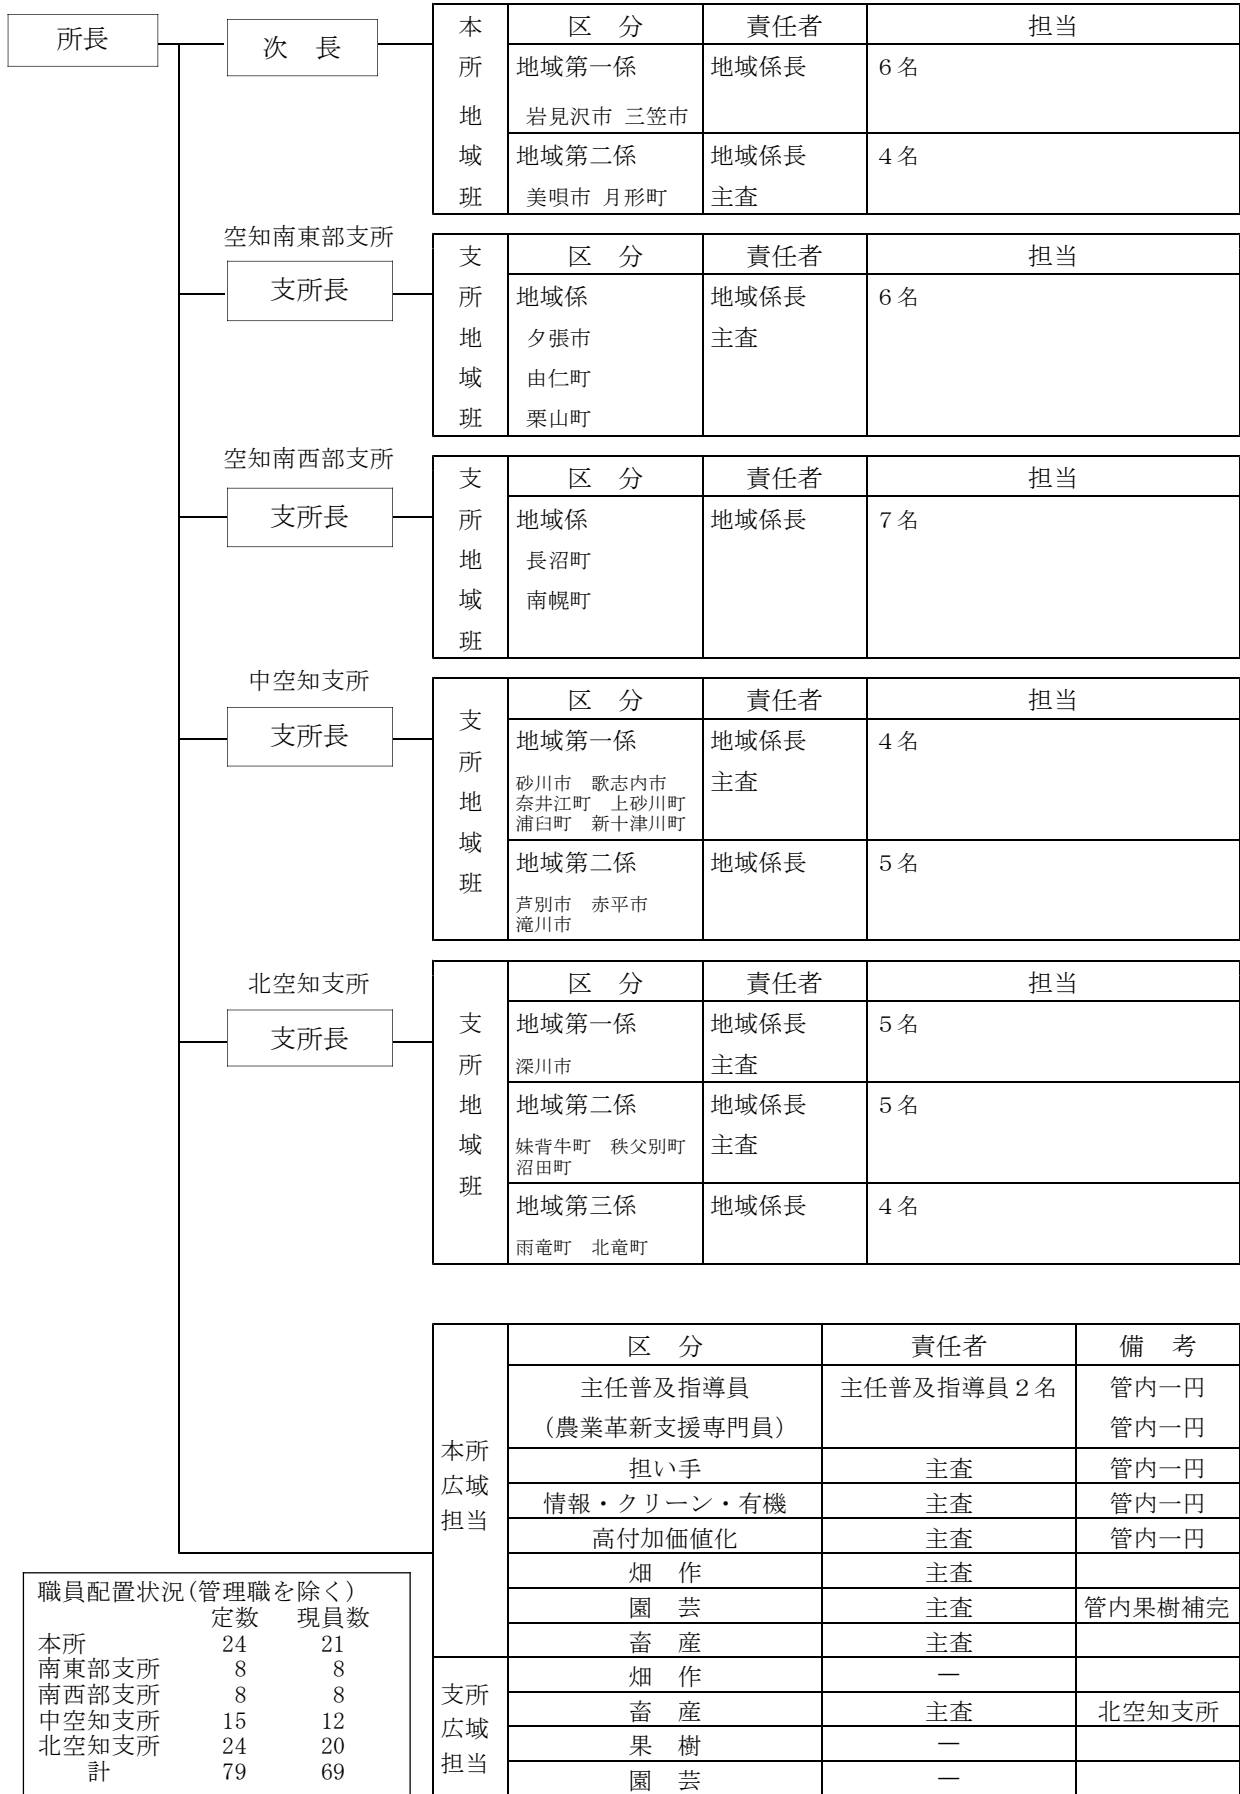 所長
次　長
本所地域班
区　分　責任者　担当
地域第一係　地域係長　６名
岩見沢市 三笠市
地域第二係　地域係長　４名
美唄市 月形町　主査
空知南東部支所
支所長
支所地域班
区　分　責任者　担当
地域係　地域係長　６名
夕張市　主査
由仁町
栗山町
空知南西部支所
支所長
支所地域班
区　分　責任者　担当
地域係　地域係長　７名
長沼町
南幌町
中空知支所
支所長
支所地域班
区　分　責任者　担当
地域第一係　地域係長　４名
砂川市　歌志内市　主査
奈井江町　上砂川町
浦臼町　新十津川町
地域第二係　地域係長　５名
芦別市　赤平市
滝川市
北空知支所
支所長
支所地域班
区　分　責任者　担当
地域第一係　地域係長　５名
深川市　主査
地域第二係　地域係長　５名
妹背牛町　秩父別町　主査
沼田町
地域第三係　地域係長　４名
雨竜町　北竜町
本所
広域
担当
区　分　責任者　備　考
主任普及指導員　主任普及指導員２名　管内一円
(農業革新支援専門員)　管内一円
担い手　主査　管内一円
情報・クリーン・有機　主査　管内一円
高付加価値化　主査　管内一円
畑　作　主査
園　芸　主査　管内果樹補完
畜　産　主査
支所
広域
担当
畑　作　－
畜　産　主査　北空知支所
果　樹　－
園　芸　－
職員配置状況(管理職を除く)
定数　現員数
本所　24　21
南東部支所　8　8
南西部支所　8　8
中空知支所　15　12
北空知支所　24　20
計　79　69